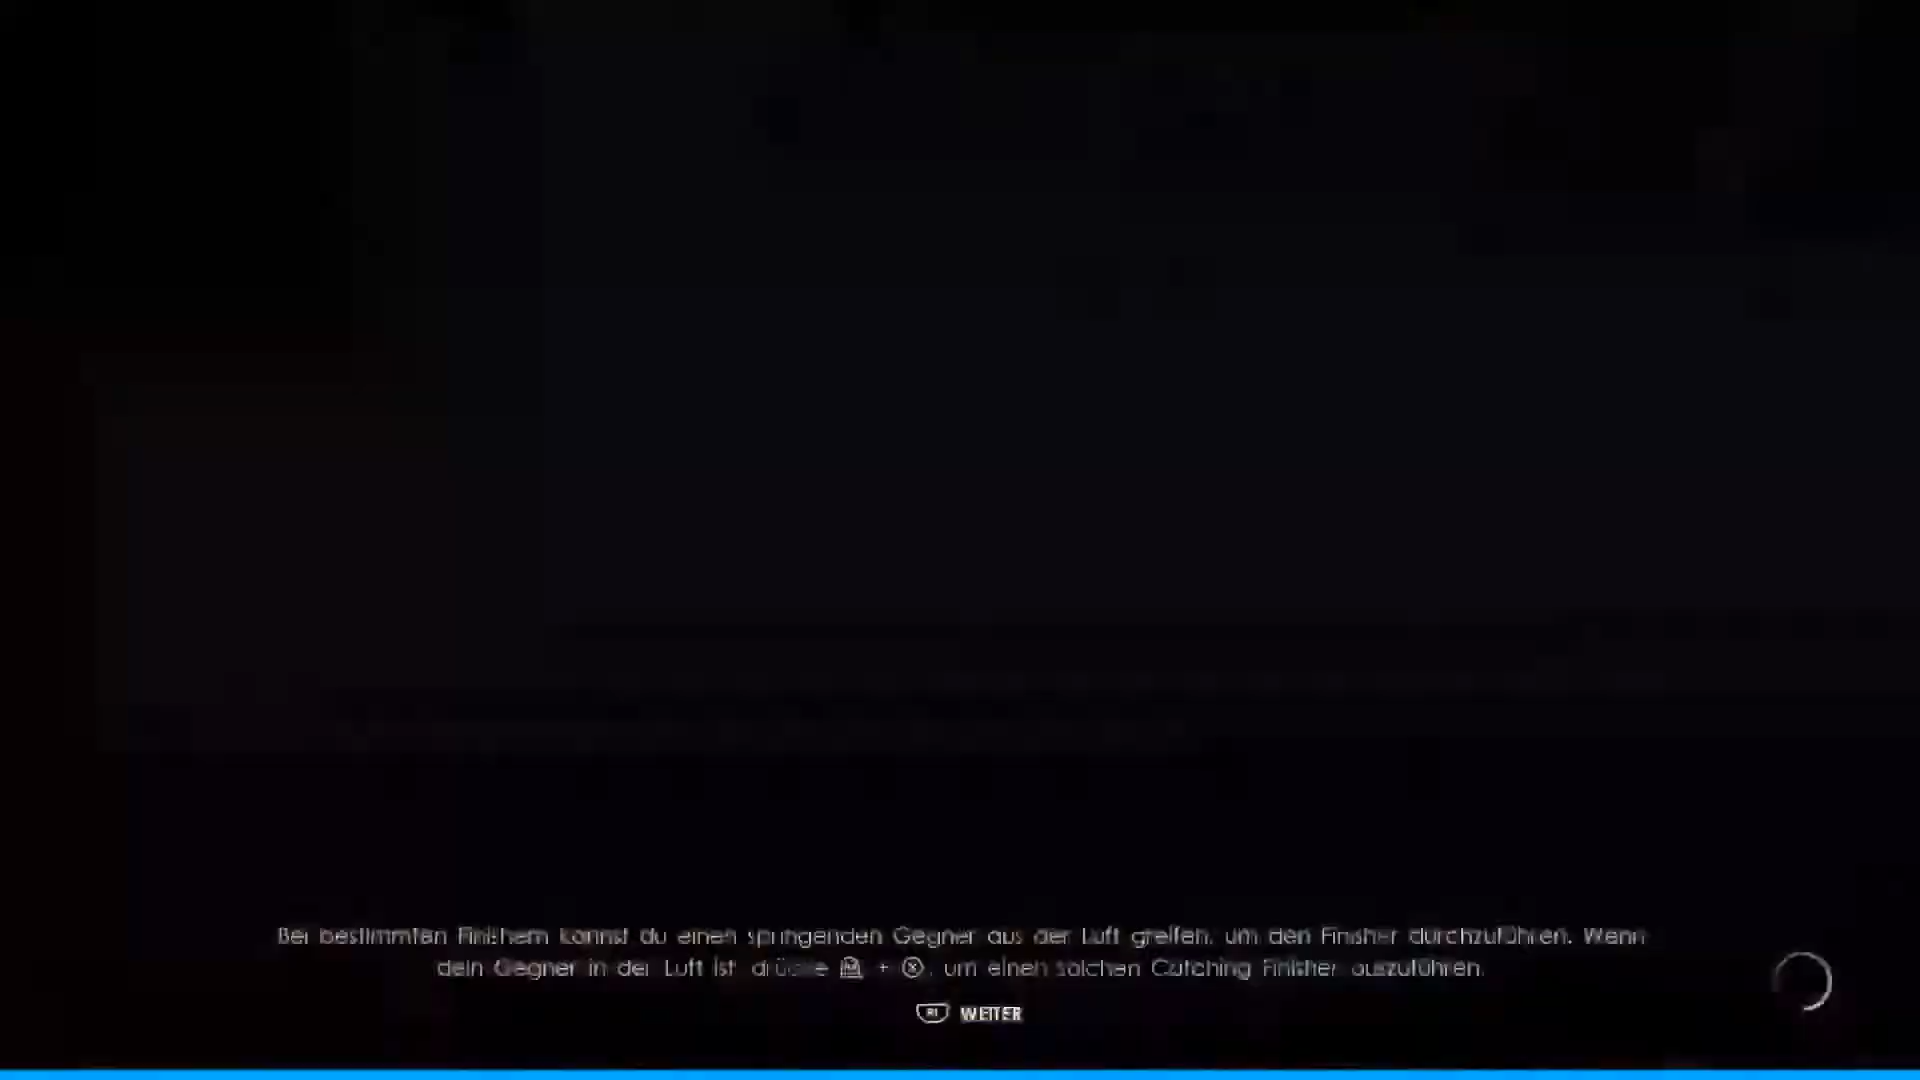 Bei bestimmten Finishern kannst du einen springenden Gegner aus der Luft greifen, um den Finisher durchzuführen. Wenn
dein Gegner in der Luft ist, drücke + ⓧ, um einen solchen Catching Finisher auszuführen.
R1 WEITER